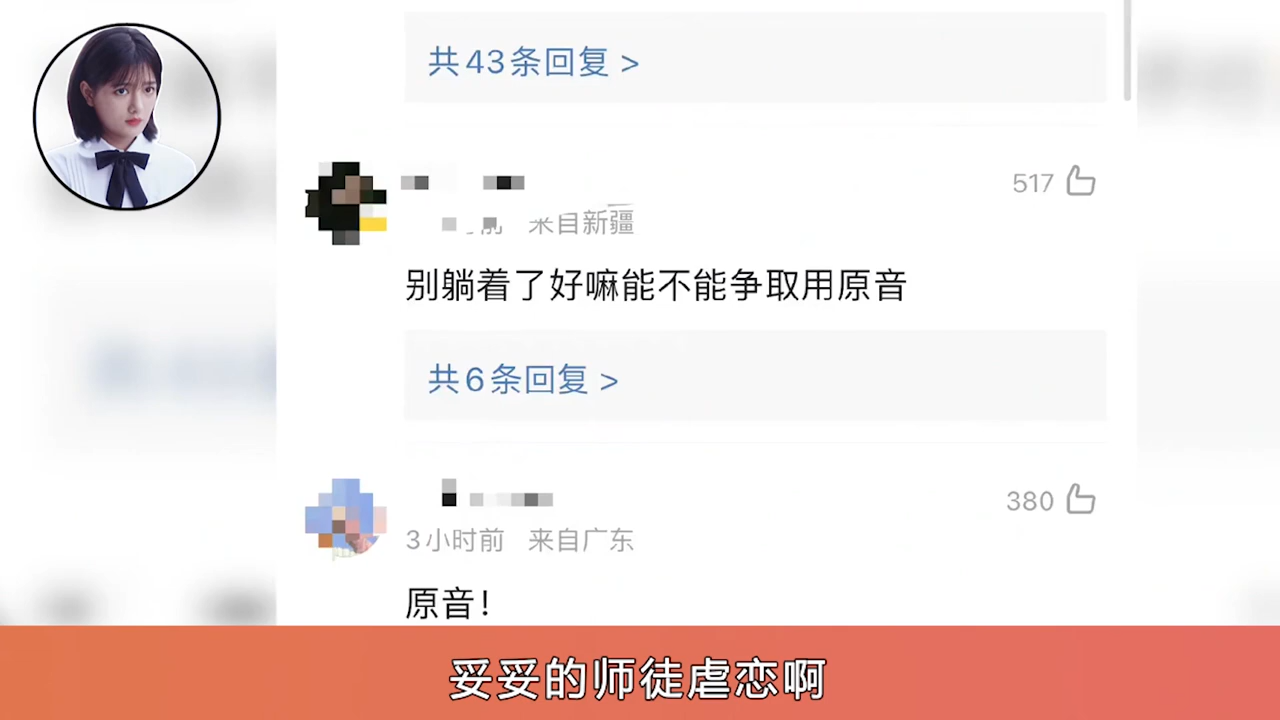 共43条回复 >
517
来自新疆
别躺着了好嘛能不能争取用原音
共6条回复 >
380
3小时前 来自广东
原音！
妥妥的师徒虐恋啊